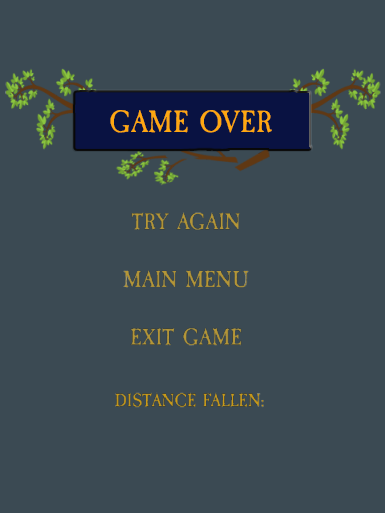 GAME OVER
TRY AGAIN
MAIN MENU
EXIT GAME
DISTANCE FALLEN: